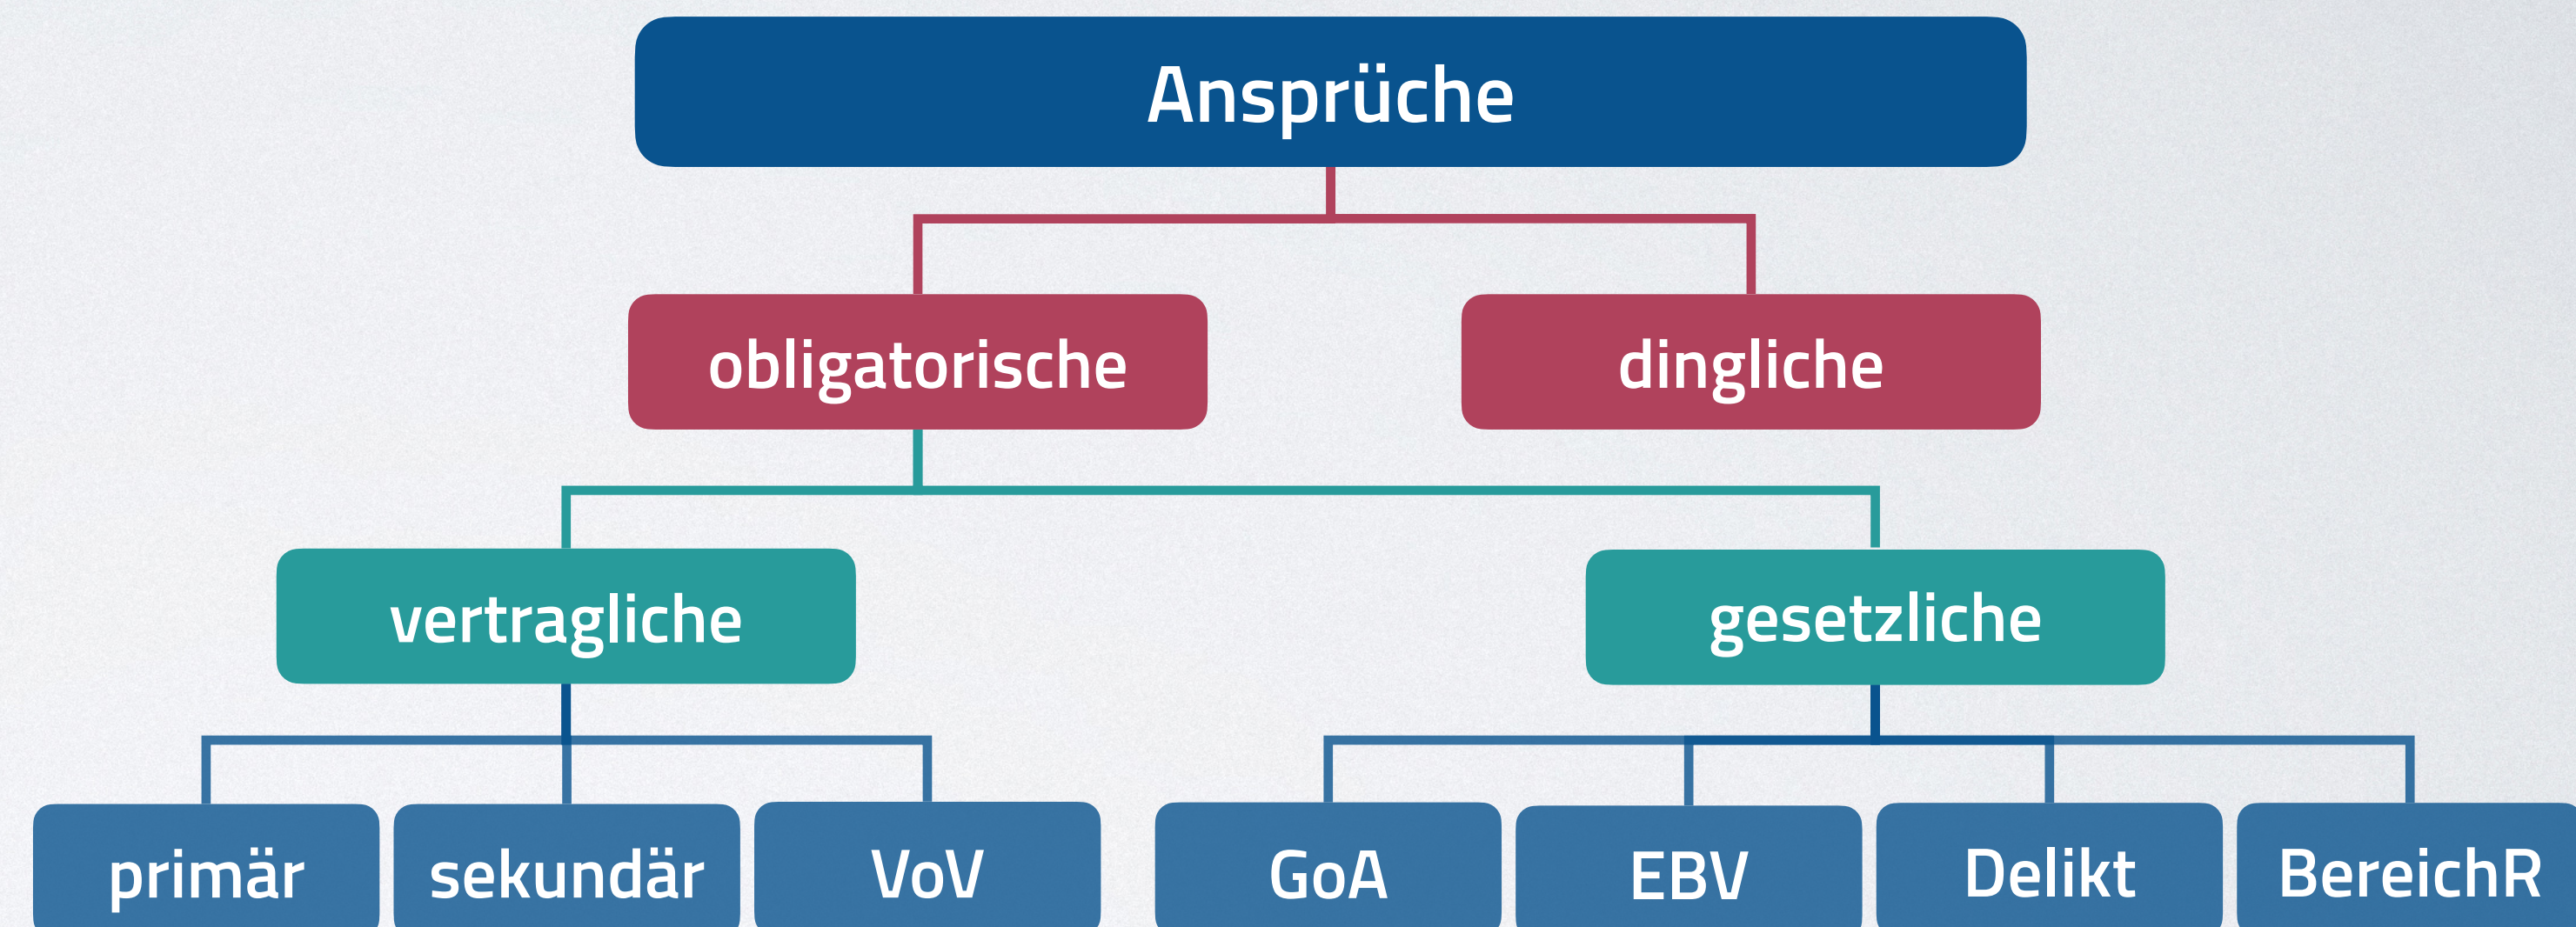 Ansprüche
obligatorische
dingliche
vertragliche
gesetzliche
primär
sekundär
VoV
GoA
EBV
Delikt
BereichR